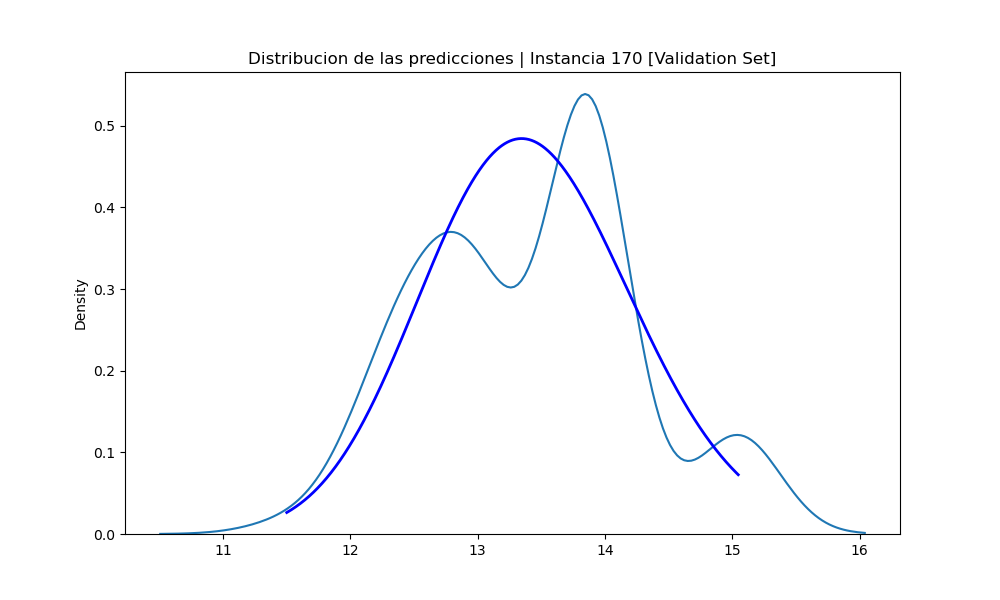 Distribucion de las predicciones | Instancia 170 [Validation Set]
Density
0.5
0.4
0.3
0.2
0.1
0.0
11 12 13 14 15 16